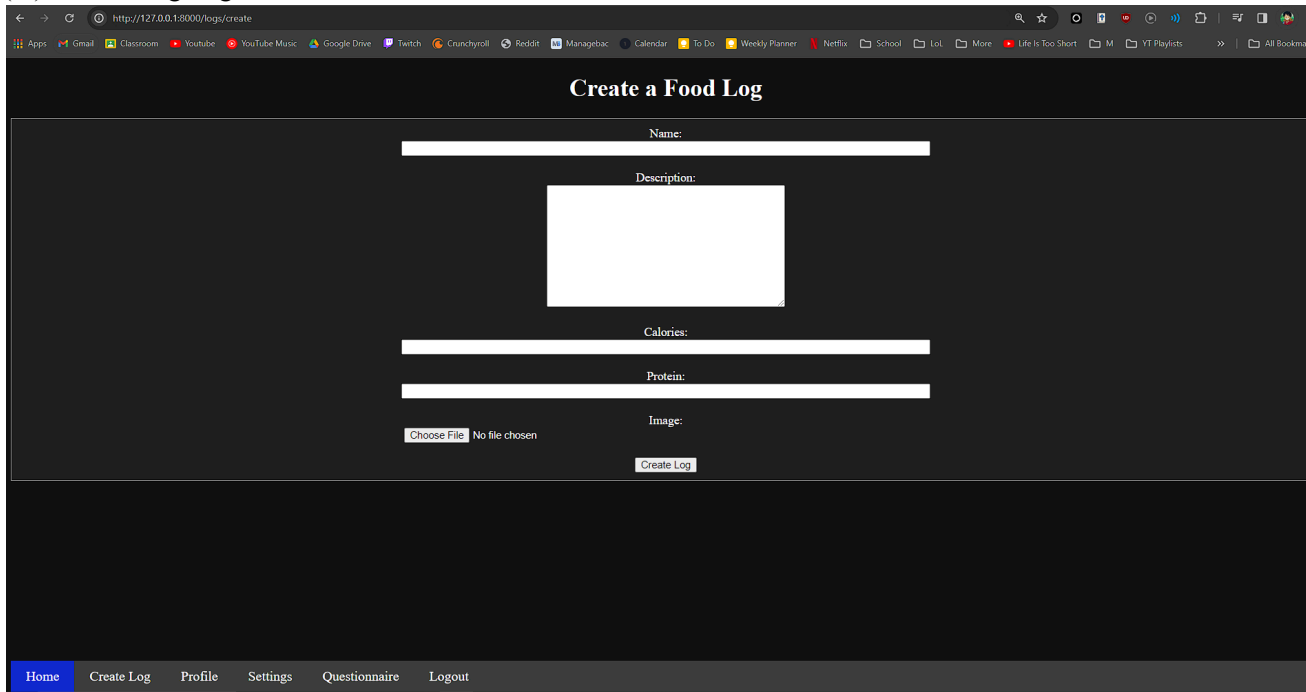 http://127.0.0.1:8000/logs/create
Apps Gmail Classroom Youtube YouTube Music Google Drive Twitch Crunchyroll Reddit Managebac Calendar To Do Weekly Planner Netflix School LoL More Life Is Too Short M YT Playlists » All Bookma
Create a Food Log
Name:
Description:
Calories:
Protein:
Image:
Choose File No file chosen
Create Log
Home Create Log Profile Settings Questionnaire Logout